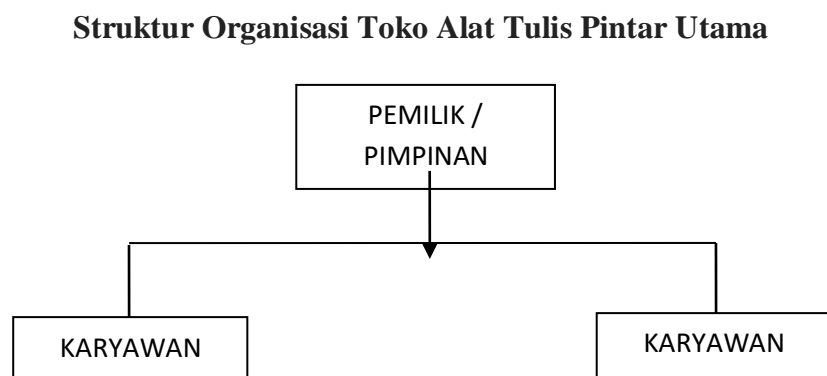 Struktur Organisasi Toko Alat Tulis Pintar Utama
PEMILIK /
PIMPINAN
KARYAWAN
KARYAWAN